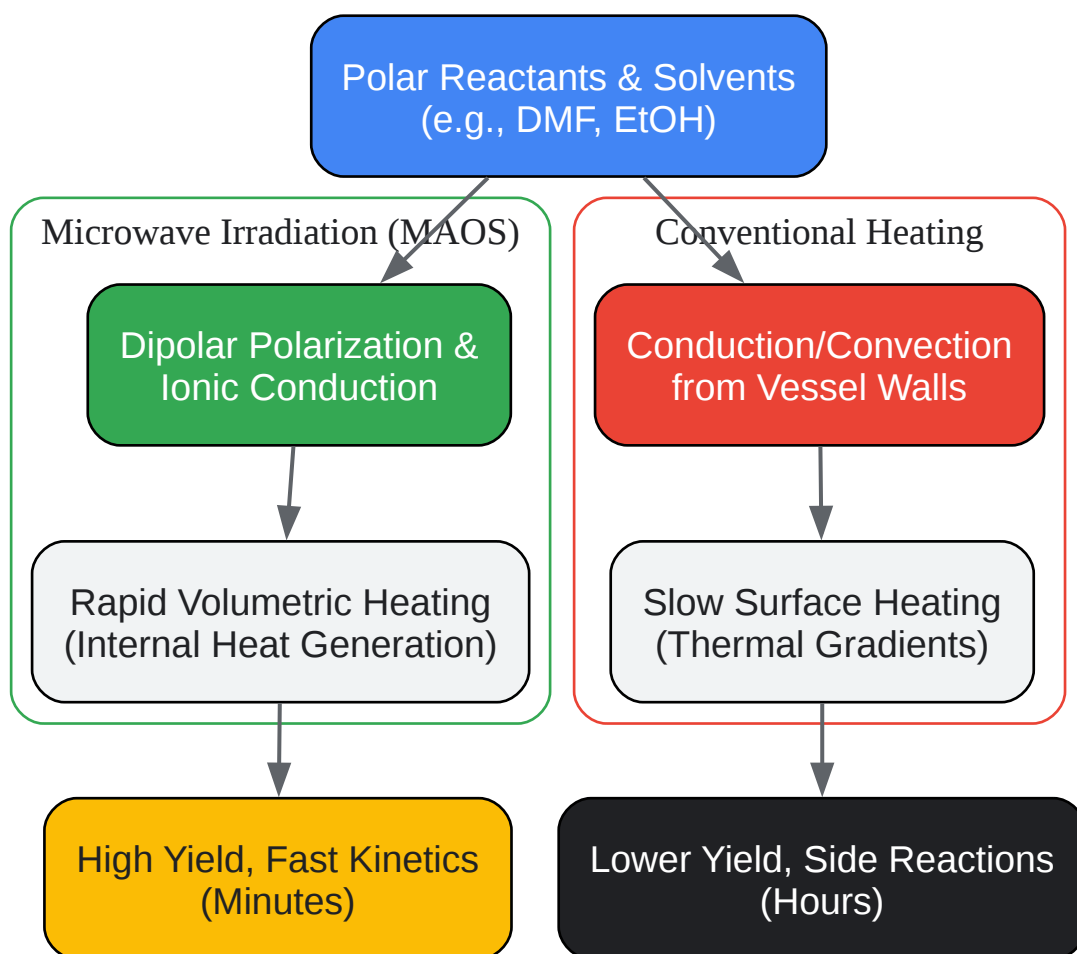 Polar Reactants & Solvents
(e.g., DMF, EtOH)
Microwave Irradiation (MAOS)
Dipolar Polarization &
Ionic Conduction
Rapid Volumetric Heating
(Internal Heat Generation)
High Yield, Fast Kinetics
(Minutes)
Conventional Heating
Conduction/Convection
from Vessel Walls
Slow Surface Heating
(Thermal Gradients)
Lower Yield, Side Reactions
(Hours)